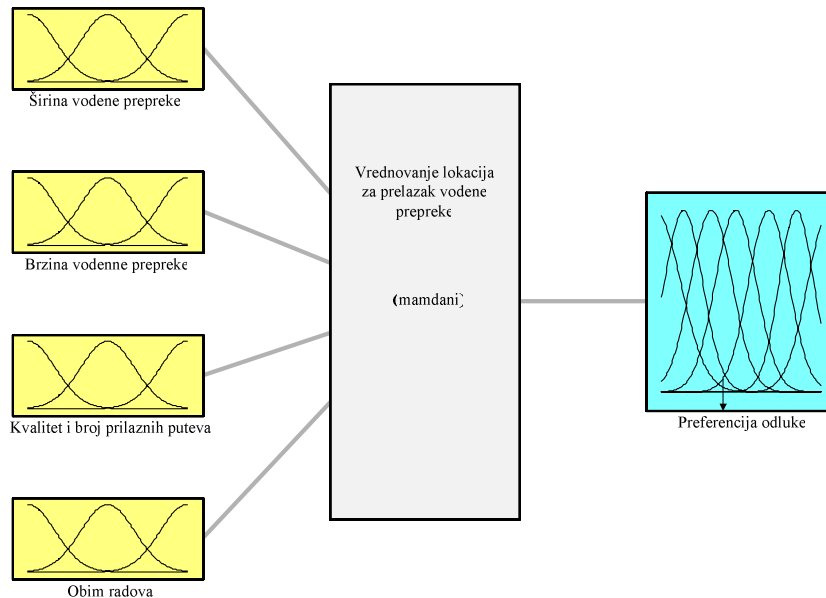 Širina vodene prepreke
Brzina vodenne prepreke
Kvalitet i broj prilaznih puteva
Obim radova
Vrednovanje lokacija
za prelazak vodene
prepreke
(mamdani)
Preferencija odluke